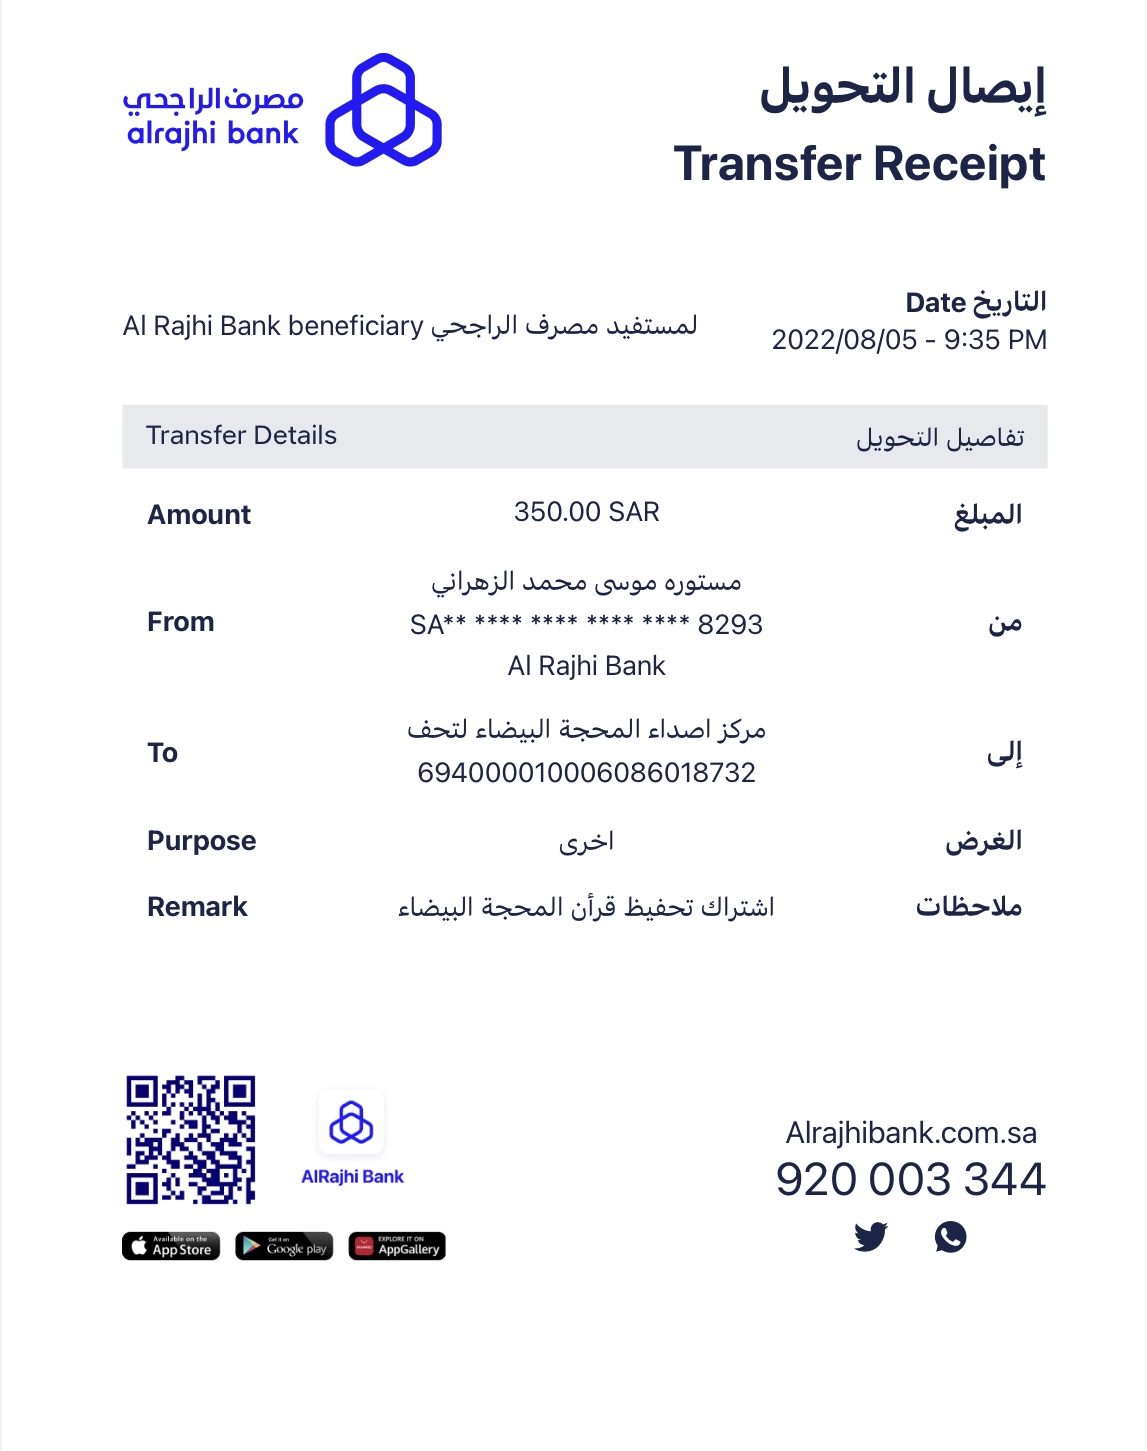 مصرف الراجحي
alrajhi bank
إيصال التحويل
Transfer Receipt
Al Rajhi Bank beneficiary لمستفيد مصرف الراجحي
Date التاريخ
2022/08/05 - 9:35 PM
Transfer Details تفاصيل التحويل
Amount 350.00 SAR المبلغ
مستوره موسى محمد الزهراني
From SA** **** **** **** **** 8293 من
Al Rajhi Bank
مركز اصداء المحجة البيضاء لتحف
To إلى
694000010006086018732
Purpose اخرى الغرض
Remark اشتراك تحفيظ قرأن المحجة البيضاء ملاحظات
AlRajhi Bank
Available on the
App Store
Get it on
Google play
HUAWEI
EXPLORE IT ON
AppGallery
Alrajhibank.com.sa
920 003 344